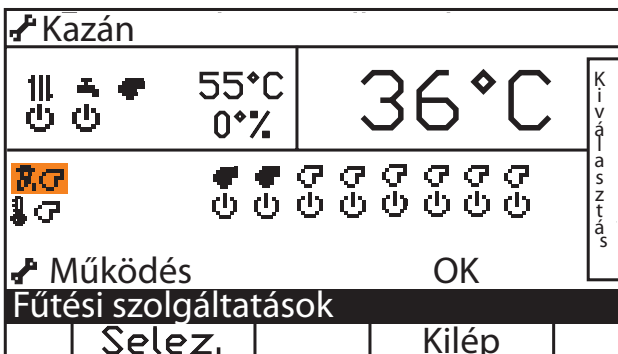 Kazán
55°C
0°%
36°C
Kiválasztás
Működés OK
Fűtési szolgáltatások
Selez. Kilép